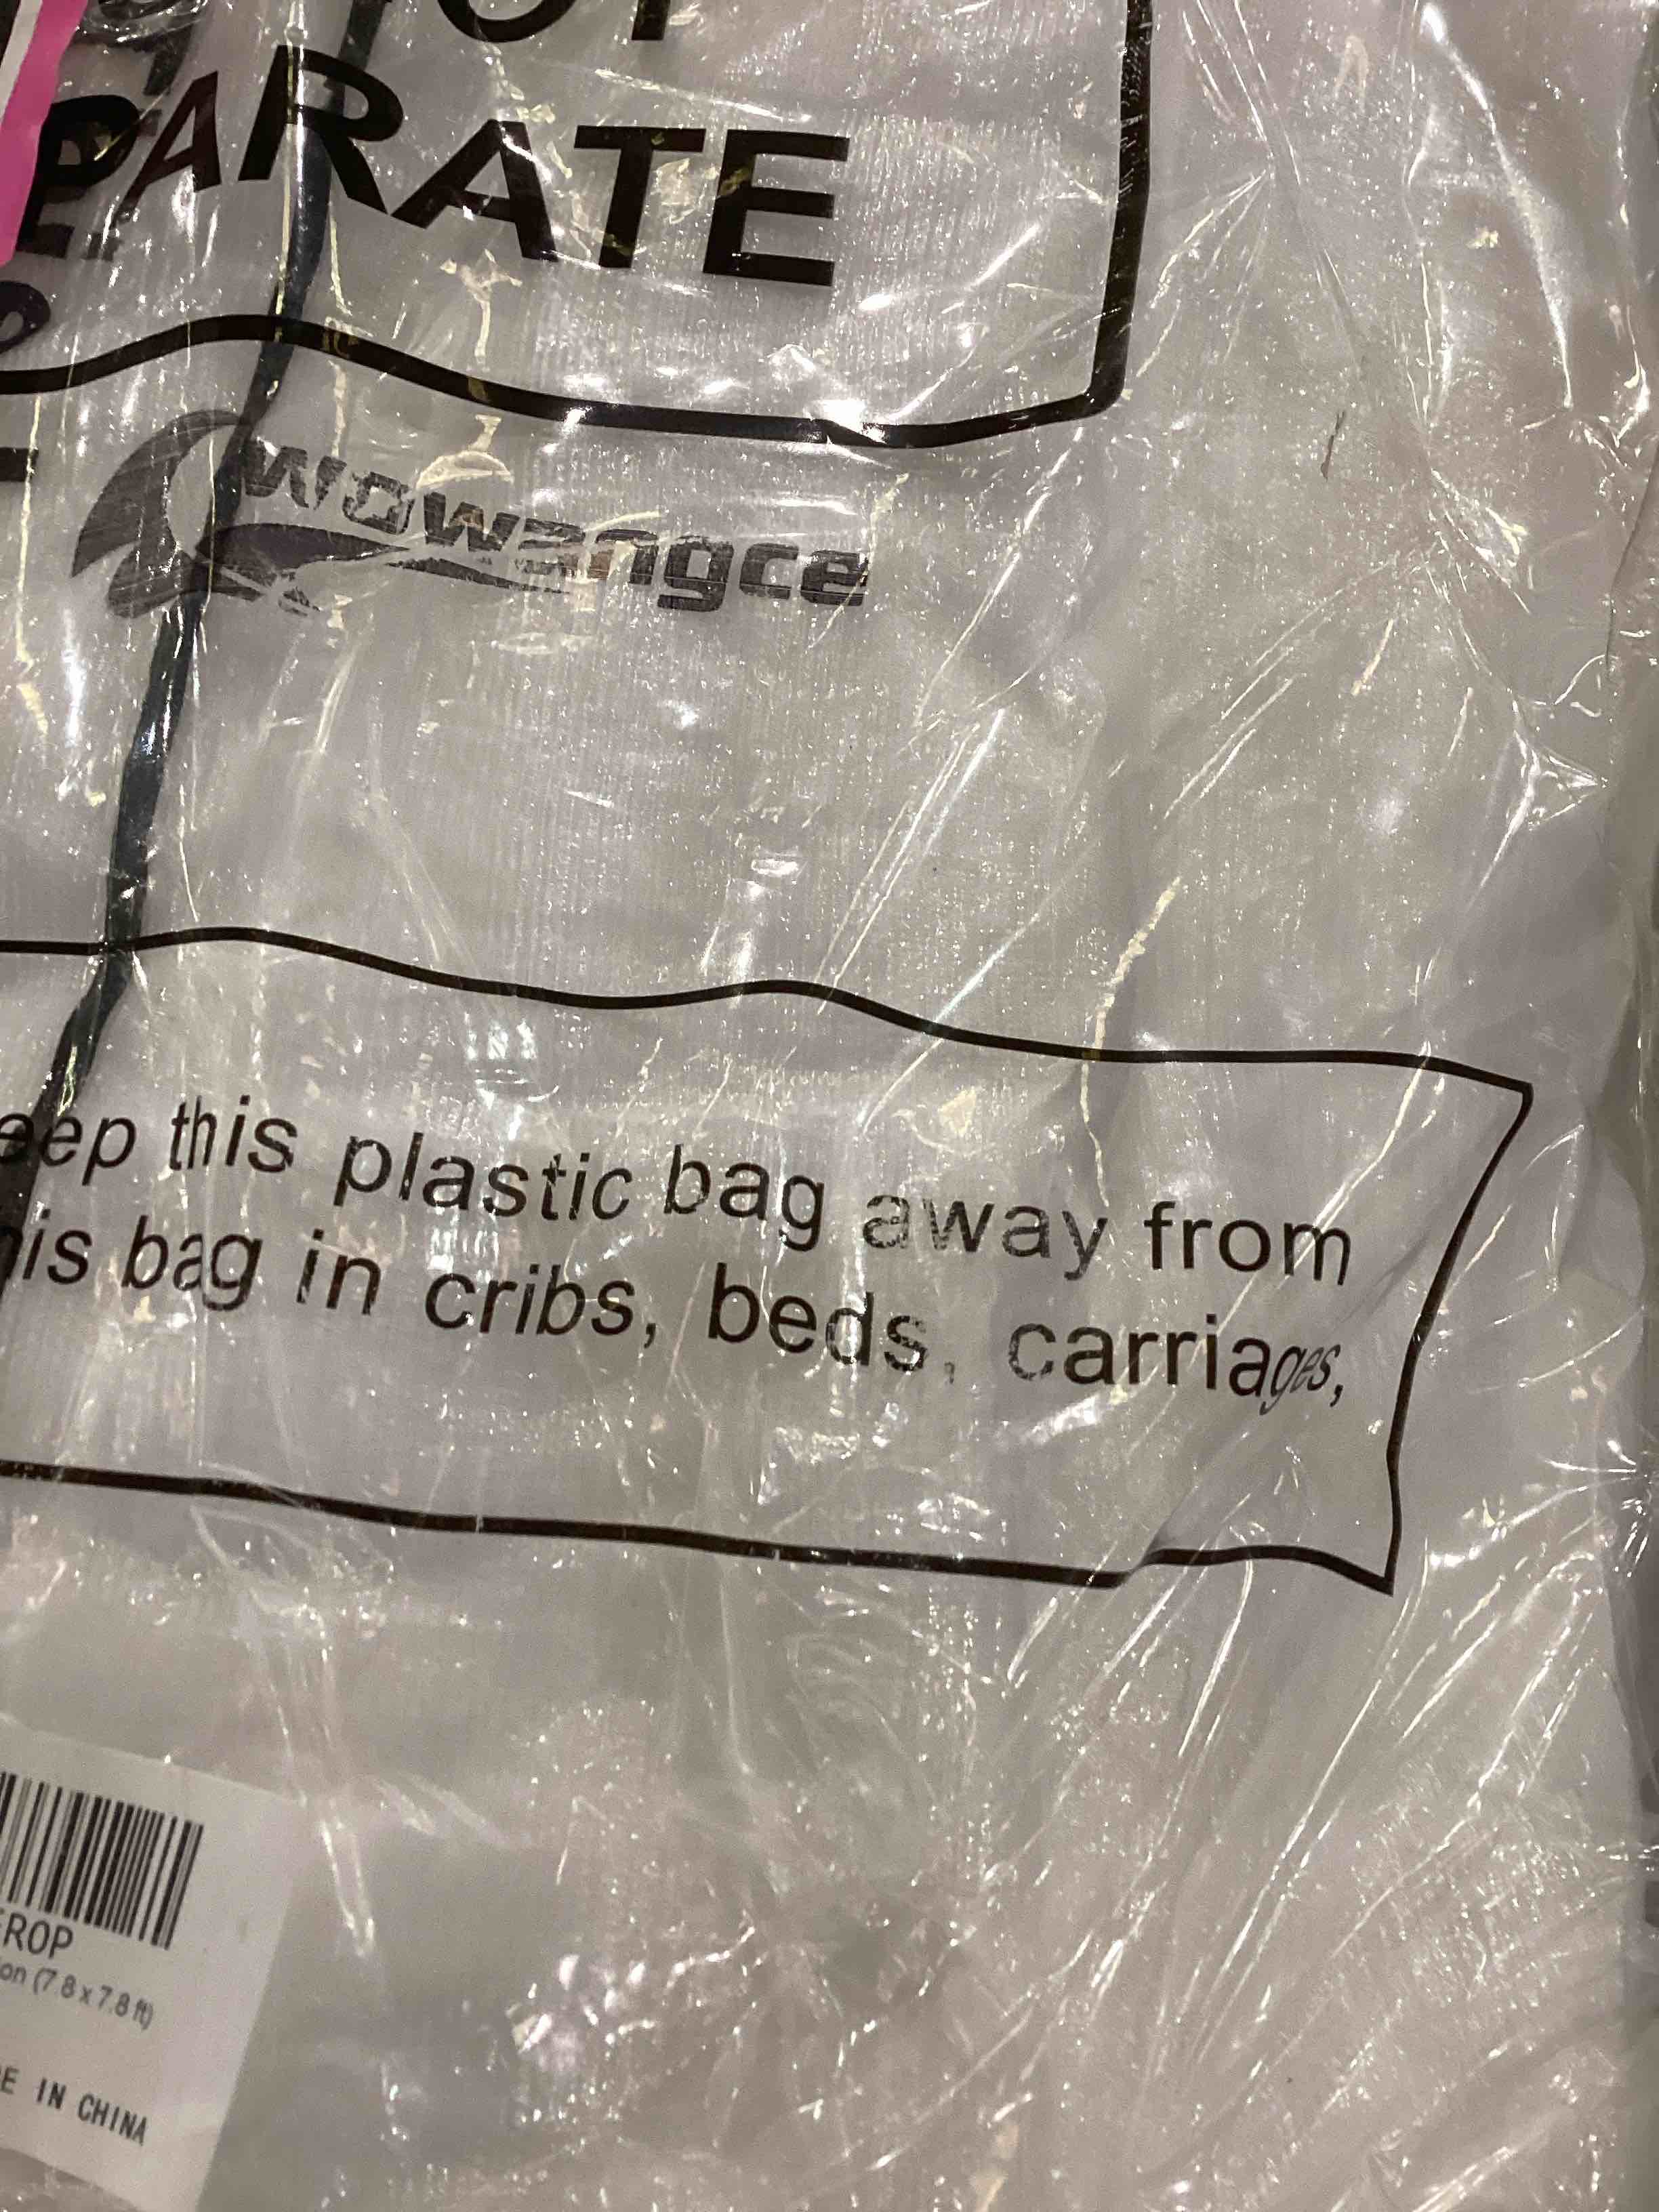 PARATE
wowangce
eep this plastic bag away from
his bag in cribs, beds, carriages,
FROP
on (7.8 x 7.8 ft)
E IN CHINA